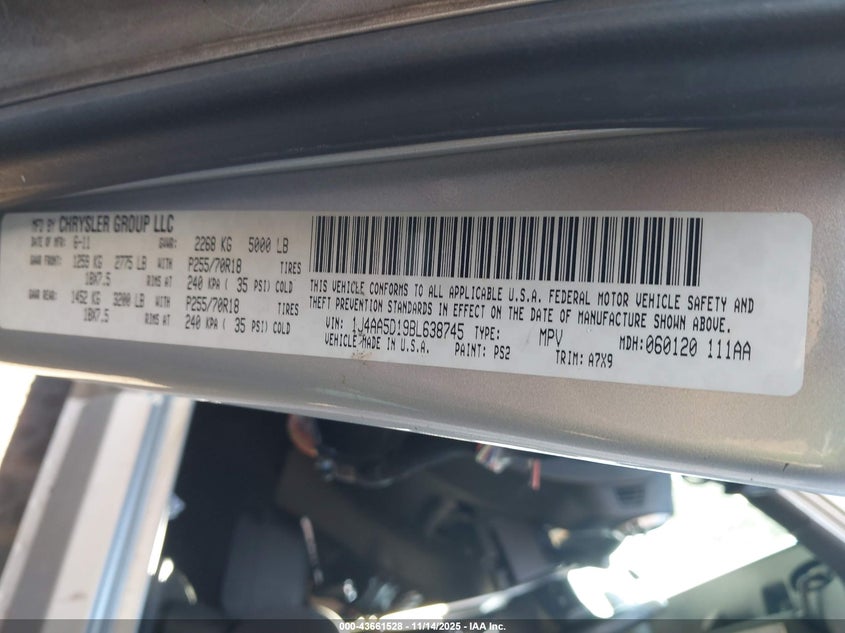 MFD BY CHRYSLER GROUP LLC
DATE OF MFR 6-11 GVWR: 2268 KG 5000 LB
GAWR FRONT: 1259 KG 2775 LB WITH P255/70R18 TIRES
18X7.5 RIMS AT 240 KPA ( 35 PSI) COLD
GAWR REAR: 1452 KG 3200 LB WITH P255/70R18 TIRES
18X7.5 RIMS AT 240 KPA ( 35 PSI) COLD
THIS VEHICLE CONFORMS TO ALL APPLICABLE U.S.A. FEDERAL MOTOR VEHICLE SAFETY AND
THEFT PREVENTION STANDARDS IN EFFECT ON THE DATE OF MANUFACTURE SHOWN ABOVE.
VIN: 1J4AA5D19BL638745 TYPE: MPV MDH:060120 111AA
VEHICLE MADE IN U.S.A. PAINT: PS2 TRIM: A7X9
000-43661528 - 11/14/2025 - __ IAA